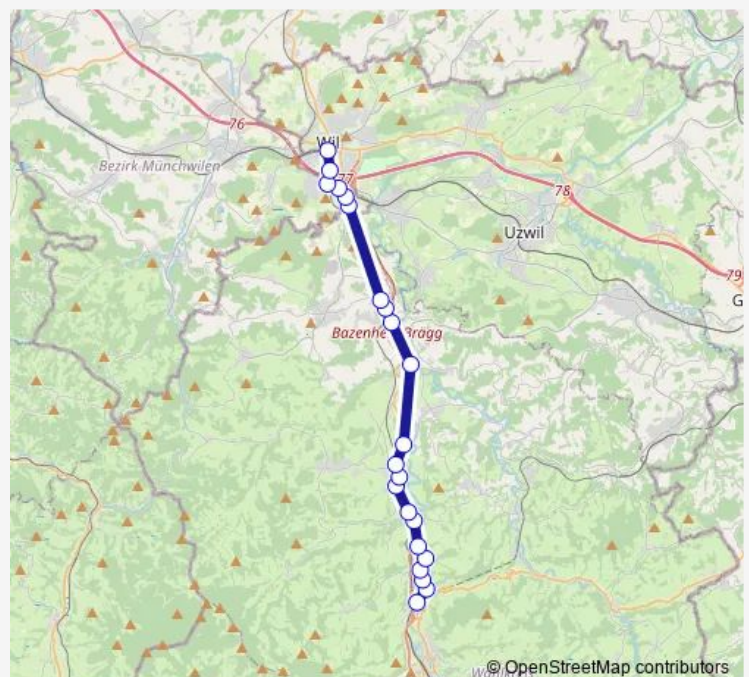 76
Wil
Bezirk Münchwilen
77
78
Uzwil
79
G
Bazenhe Bragg
© OpenStreetMap contributors